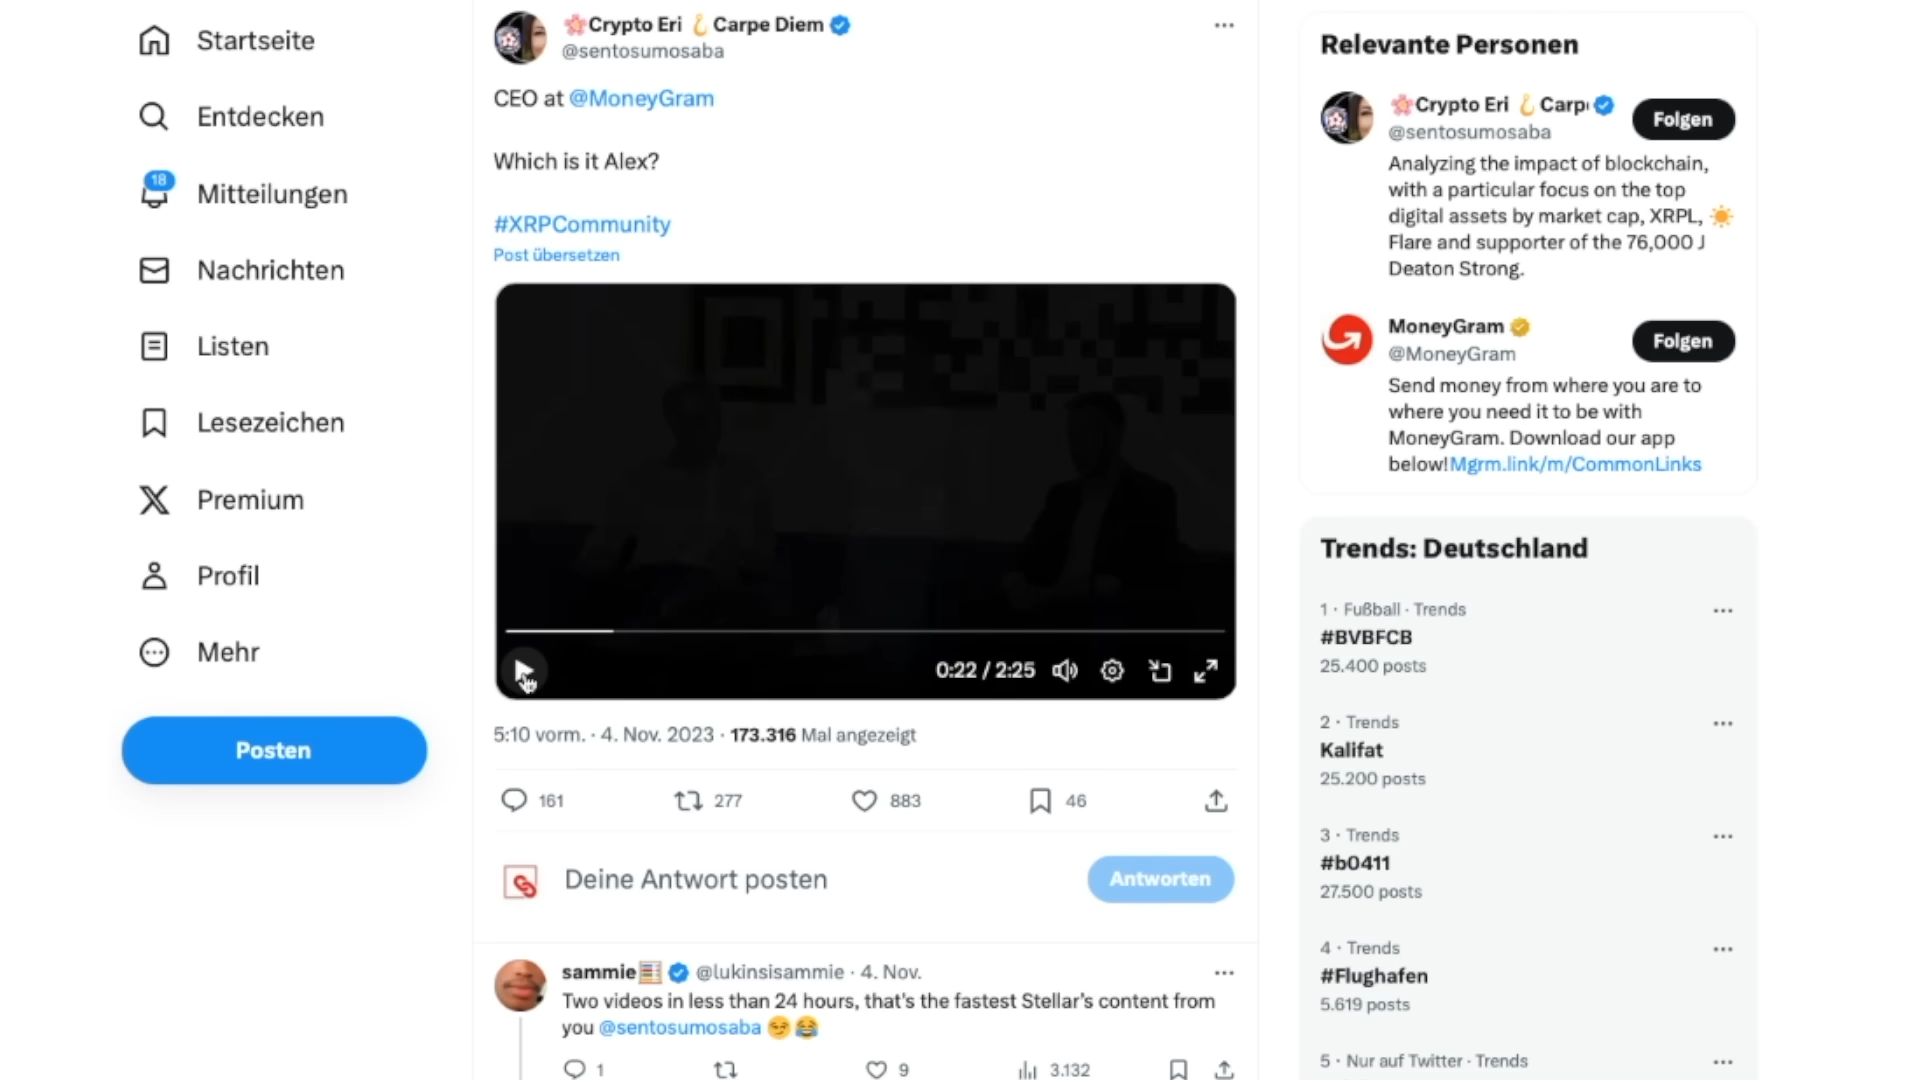 Startseite
Entdecken
18
Mitteilungen
Nachrichten
Listen
Lesezeichen
Premium
Profil
Mehr
Posten
🌸Crypto Eri 🪝Carpe Diem
@sentosumosaba
CEO at @MoneyGram
Which is it Alex?
#XRPCommunity
Post übersetzen
0:22 / 2:25
5:10 vorm. · 4. Nov. 2023 · 173.316 Mal angezeigt
161 277 883 46
Deine Antwort posten
Antworten
sammie🧮 @lukinsisammie · 4. Nov.
Two videos in less than 24 hours, that's the fastest Stellar's content from
you @sentosumosaba 😏😂
1 9 3.132
Relevante Personen
🌸Crypto Eri 🪝Carp
@sentosumosaba
Folgen
Analyzing the impact of blockchain,
with a particular focus on the top
digital assets by market cap, XRPL, ☀️
Flare and supporter of the 76,000 J
Deaton Strong.
MoneyGram
@MoneyGram
Folgen
Send money from where you are to
where you need it to be with
MoneyGram. Download our app
below!Mgrm.link/m/CommonLinks
Trends: Deutschland
1 · Fußball · Trends
#BVBFCB
25.400 posts
2 · Trends
Kalifat
25.200 posts
3 · Trends
#b0411
27.500 posts
4 · Trends
#Flughafen
5.619 posts
5 · Nur auf Twitter · Trends